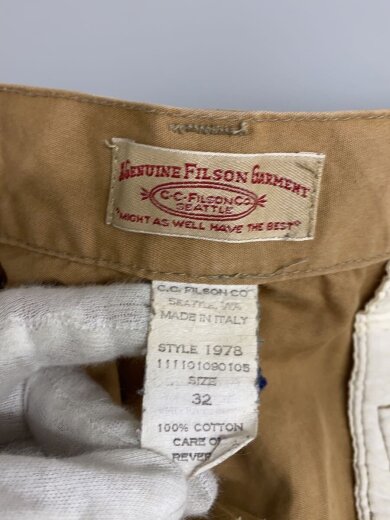 A Genuine Filson Garment
C·C·Filson Co.
SEATTLE
"MIGHT AS WELL HAVE THE BEST"
C.C. FILSON CO
SEATTLE, WA
MADE IN ITALY
STYLE 1978
111101090105
SIZE
32
100% COTTON
CARE ON
REVER